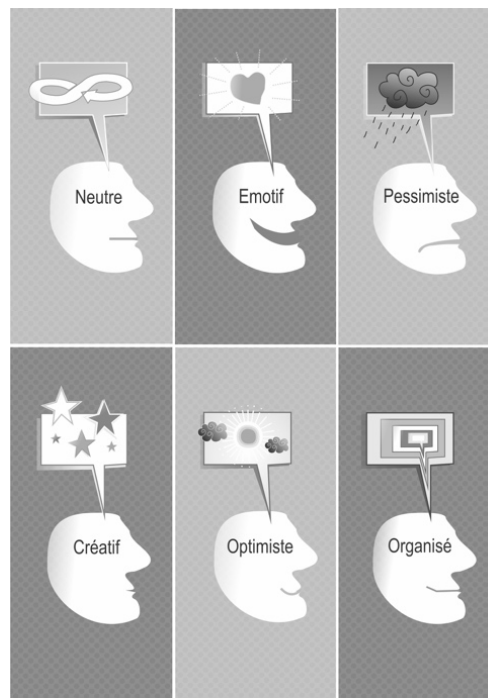 Neutre
Emotif
Pessimiste
Créatif
Optimiste
Organisé